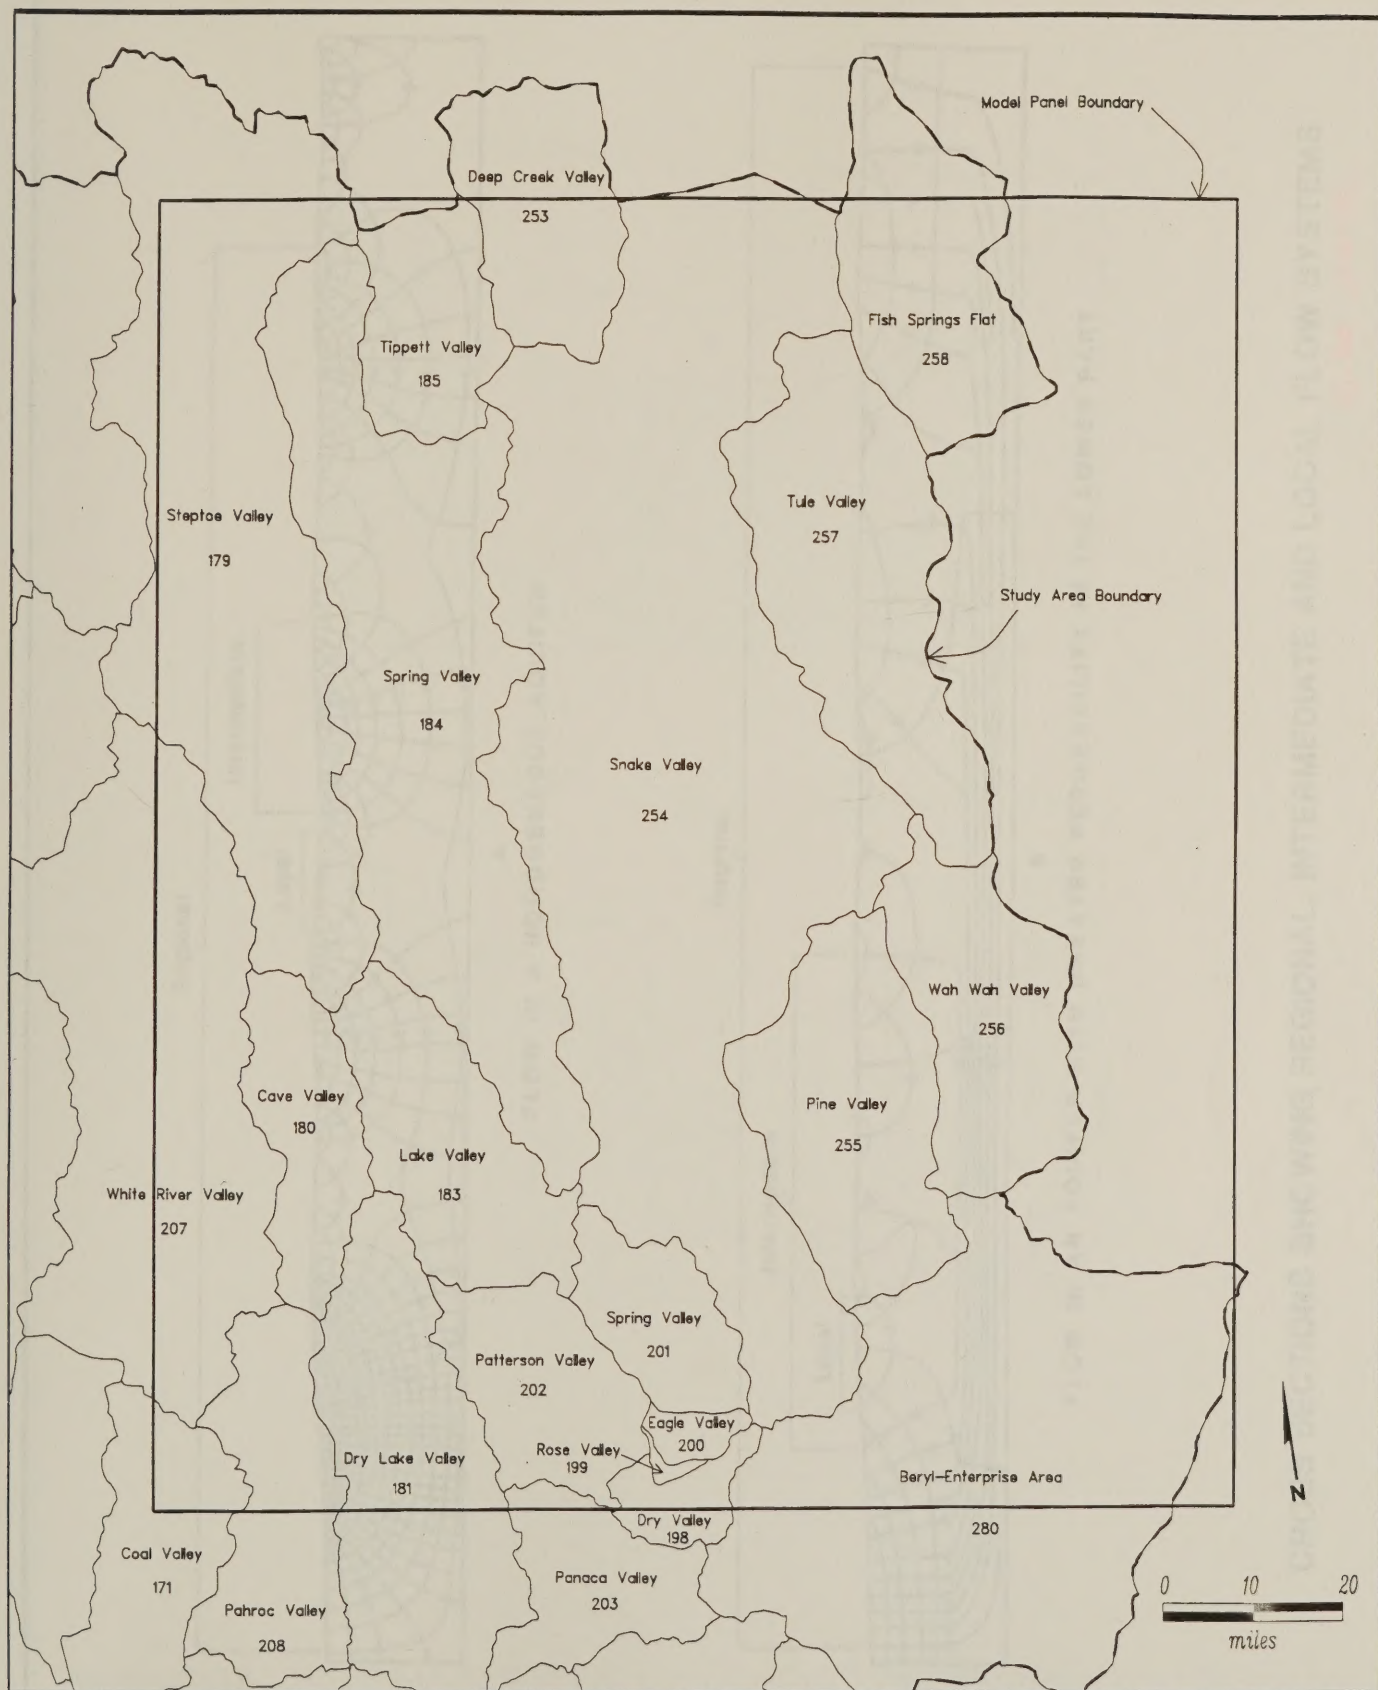 Model Panel Boundary
Deep Creek Valley
253
Fish Springs Flat
258
Tippett Valley
185
Steptoe Valley
179
Tule Valley
257
Study Area Boundary
Spring Valley
184
Snake Valley
254
Wah Wah Valley
256
Cave Valley
180
Pine Valley
255
Lake Valley
183
White River Valley
207
Spring Valley
201
Patterson Valley
202
Eagle Valley
200
Rose Valley
199
Dry Lake Valley
181
Beryl-Enterprise Area
280
Dry Valley
198
Coal Valley
171
Panaca Valley
203
Pahroc Valley
208
N
0 10 20
miles